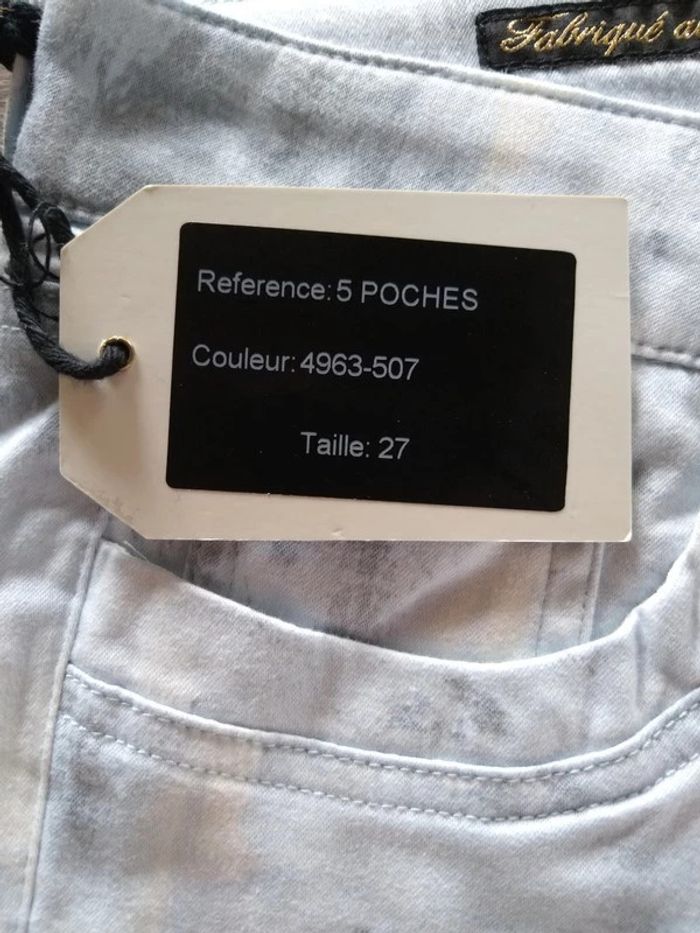 Fabriqué
Reference: 5 POCHES
Couleur: 4963-507
Taille: 27